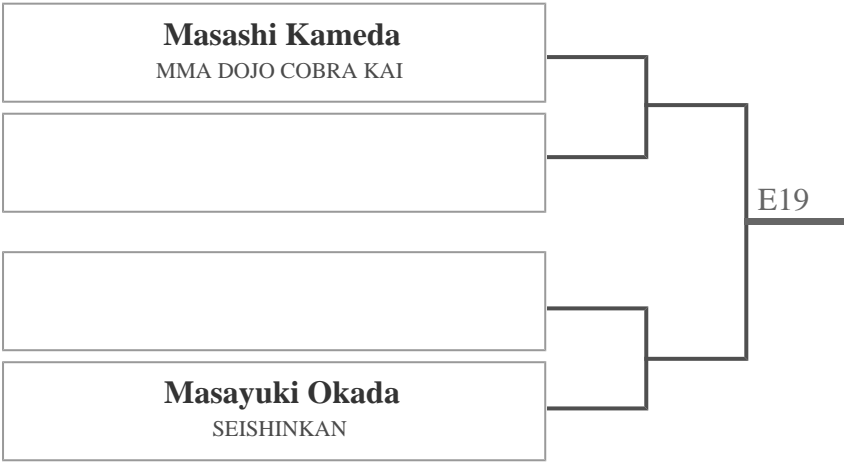 Masashi Kameda
MMA DOJO COBRA KAI
E19
Masayuki Okada
SEISHINKAN